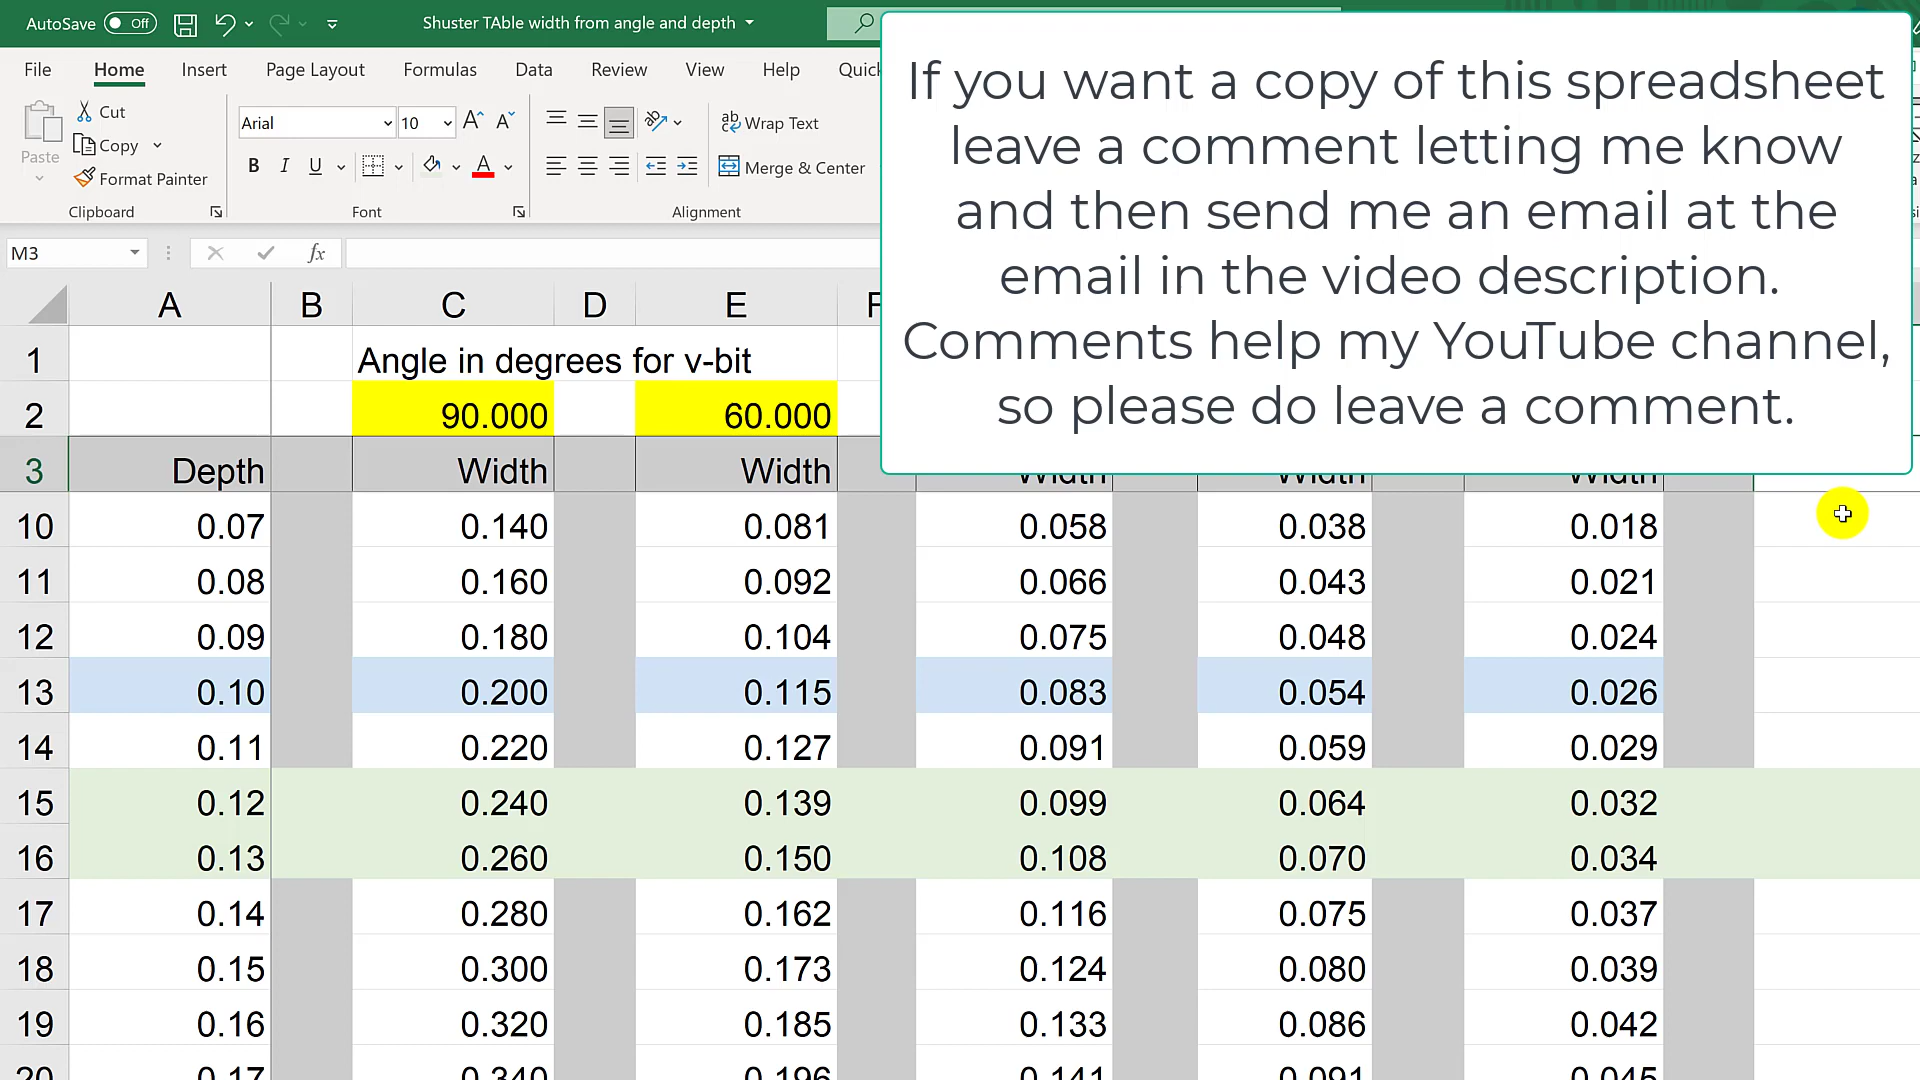 AutoSave Off Shuster TAble width from angle and depth
File Home Insert Page Layout Formulas Data Review View Help
Cut
Copy
Format Painter
Paste
Arial 10
B I U A
ab Wrap Text
Merge & Center
Clipboard Font Alignment
M3 fx
If you want a copy of this spreadsheet
leave a comment letting me know
and then send me an email at the
email in the video description.
Comments help my YouTube channel,
so please do leave a comment.
A B C D E F
1 Angle in degrees for v-bit
2 90.000 60.000
3 Depth Width Width Width Width Width
10 0.07 0.140 0.081 0.058 0.038 0.018
11 0.08 0.160 0.092 0.066 0.043 0.021
12 0.09 0.180 0.104 0.075 0.048 0.024
13 0.10 0.200 0.115 0.083 0.054 0.026
14 0.11 0.220 0.127 0.091 0.059 0.029
15 0.12 0.240 0.139 0.099 0.064 0.032
16 0.13 0.260 0.150 0.108 0.070 0.034
17 0.14 0.280 0.162 0.116 0.075 0.037
18 0.15 0.300 0.173 0.124 0.080 0.039
19 0.16 0.320 0.185 0.133 0.086 0.042
20 0.17 0.340 0.196 0.141 0.091 0.045